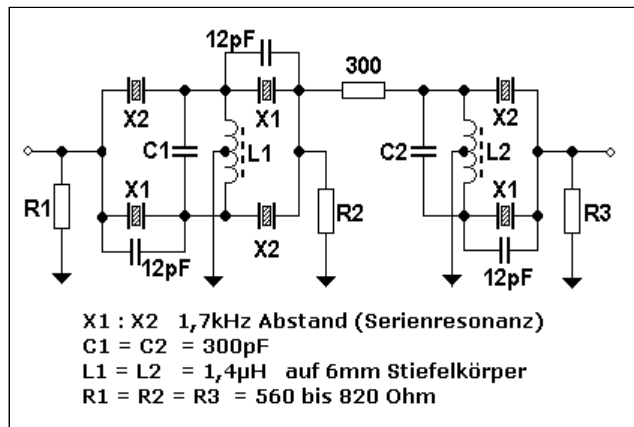 12pF
300
X2
X1
X2
C1
L1
C2
L2
X1
X1
R1
R2
R3
12pF
X2
12pF
X1 : X2 1,7kHz Abstand (Serienresonanz)
C1 = C2 = 300pF
L1 = L2 = 1,4µH auf 6mm Stiefelkörper
R1 = R2 = R3 = 560 bis 820 Ohm